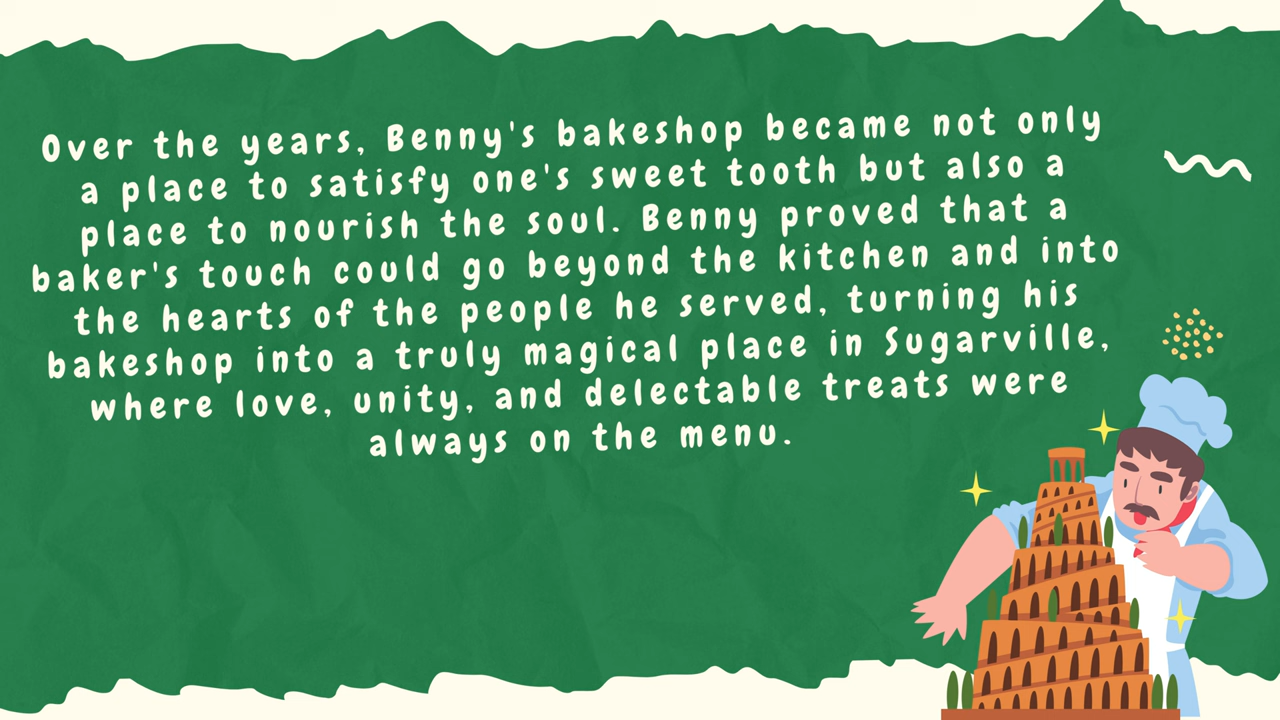 Over the years, Benny's bakeshop became not only
a place to satisfy one's sweet tooth but also a
place to nourish the soul. Benny proved that a
baker's touch could go beyond the kitchen and into
the hearts of the people he served, turning his
bakeshop into a truly magical place in Sugarville,
where love, unity, and delectable treats were
always on the menu.